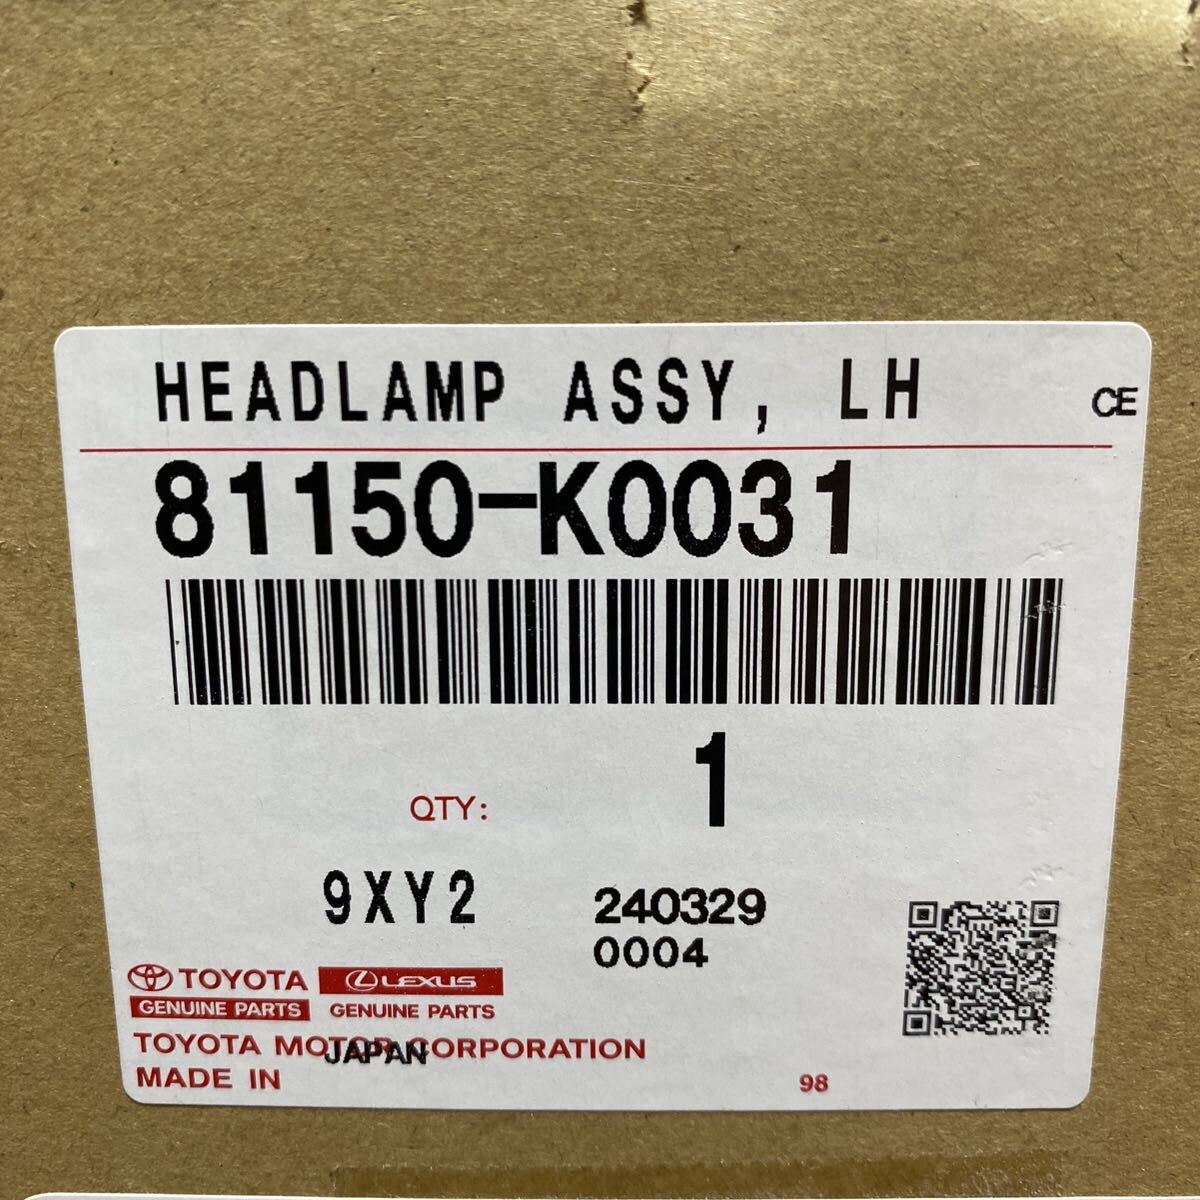 HEADLAMP ASSY, LH
CE
81150-K0031
QTY: 1
9XY2
240329
0004
TOYOTA
GENUINE PARTS
LEXUS
GENUINE PARTS
TOYOTA MOTOR CORPORATION
MADE IN
JAPAN
98